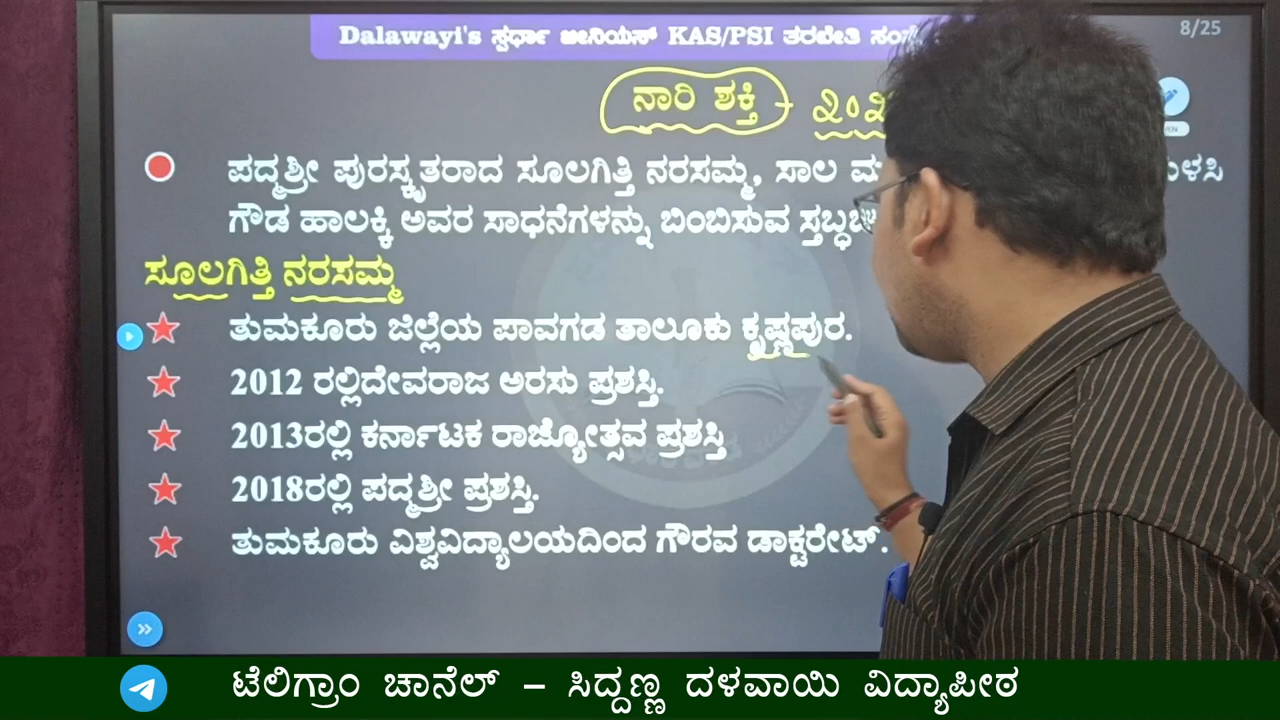 Dalawayi's ಸ್ಪರ್ಧಾ ಜೀನಿಯಸ್ KAS/PSI ತರಬೇತಿ
8/25
ನಾರಿ ಶಕ್ತಿ -
ಪದ್ಮಶ್ರೀ ಪುರಸ್ಕೃತರಾದ ಸೂಲಗಿತ್ತಿ ನರಸಮ್ಮ, ಸಾಲ
ಗೌಡ ಹಾಲಕ್ಕಿ ಅವರ ಸಾಧನೆಗಳನ್ನು ಬಿಂಬಿಸುವ
ಸೂಲಗಿತ್ತಿ ನರಸಮ್ಮ
ತುಮಕೂರು ಜಿಲ್ಲೆಯ ಪಾವಗಡ ತಾಲೂಕು ಕೃಷ್ಣಪುರ.
2012 ರಲ್ಲಿದೇವರಾಜ ಅರಸು ಪ್ರಶಸ್ತಿ.
2013ರಲ್ಲಿ ಕರ್ನಾಟಕ ರಾಜ್ಯೋತ್ಸವ ಪ್ರಶಸ್ತಿ
2018ರಲ್ಲಿ ಪದ್ಮಶ್ರೀ ಪ್ರಶಸ್ತಿ.
ತುಮಕೂರು ವಿಶ್ವವಿದ್ಯಾಲಯದಿಂದ ಗೌರವ ಡಾಕ್ಟರೇಟ್.
ಟೆಲಿಗ್ರಾಂ ಚಾನೆಲ್ – ಸಿದ್ದಣ್ಣ ದಳವಾಯಿ ವಿದ್ಯಾಪೀಠ